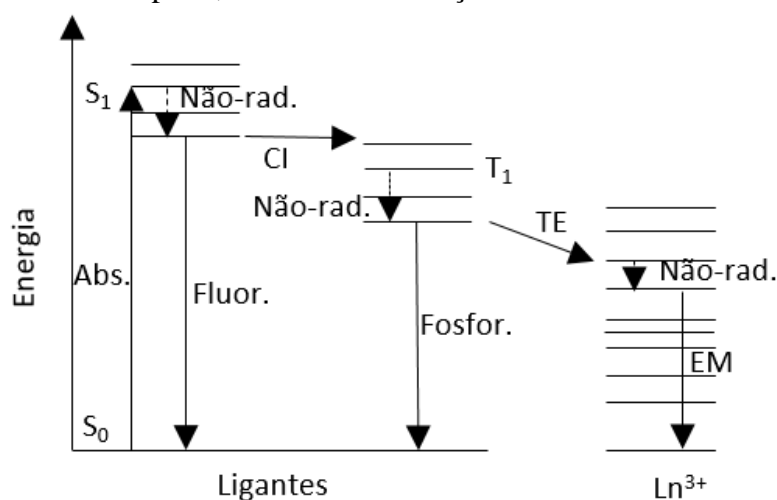 S1
Não-rad.
CI
T1
Não-rad.
TE
Não-rad.
Energia
Abs.
Fluor.
Fosfor.
EM
S0
Ligantes
Ln3+